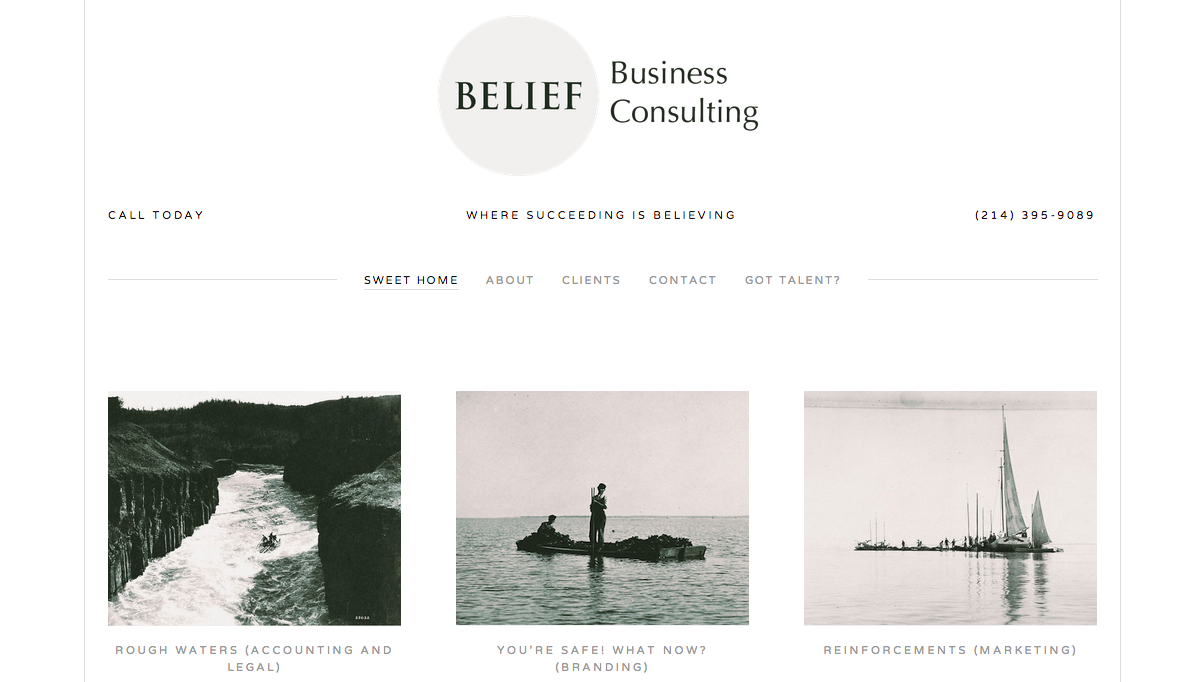 BELIEF
Business
Consulting
CALL TODAY
WHERE SUCCEEDING IS BELIEVING
(214) 395-9089
SWEET HOME
ABOUT
CLIENTS
CONTACT
GOT TALENT?
ROUGH WATERS (ACCOUNTING AND
LEGAL)
YOU'RE SAFE! WHAT NOW?
(BRANDING)
REINFORCEMENTS (MARKETING)